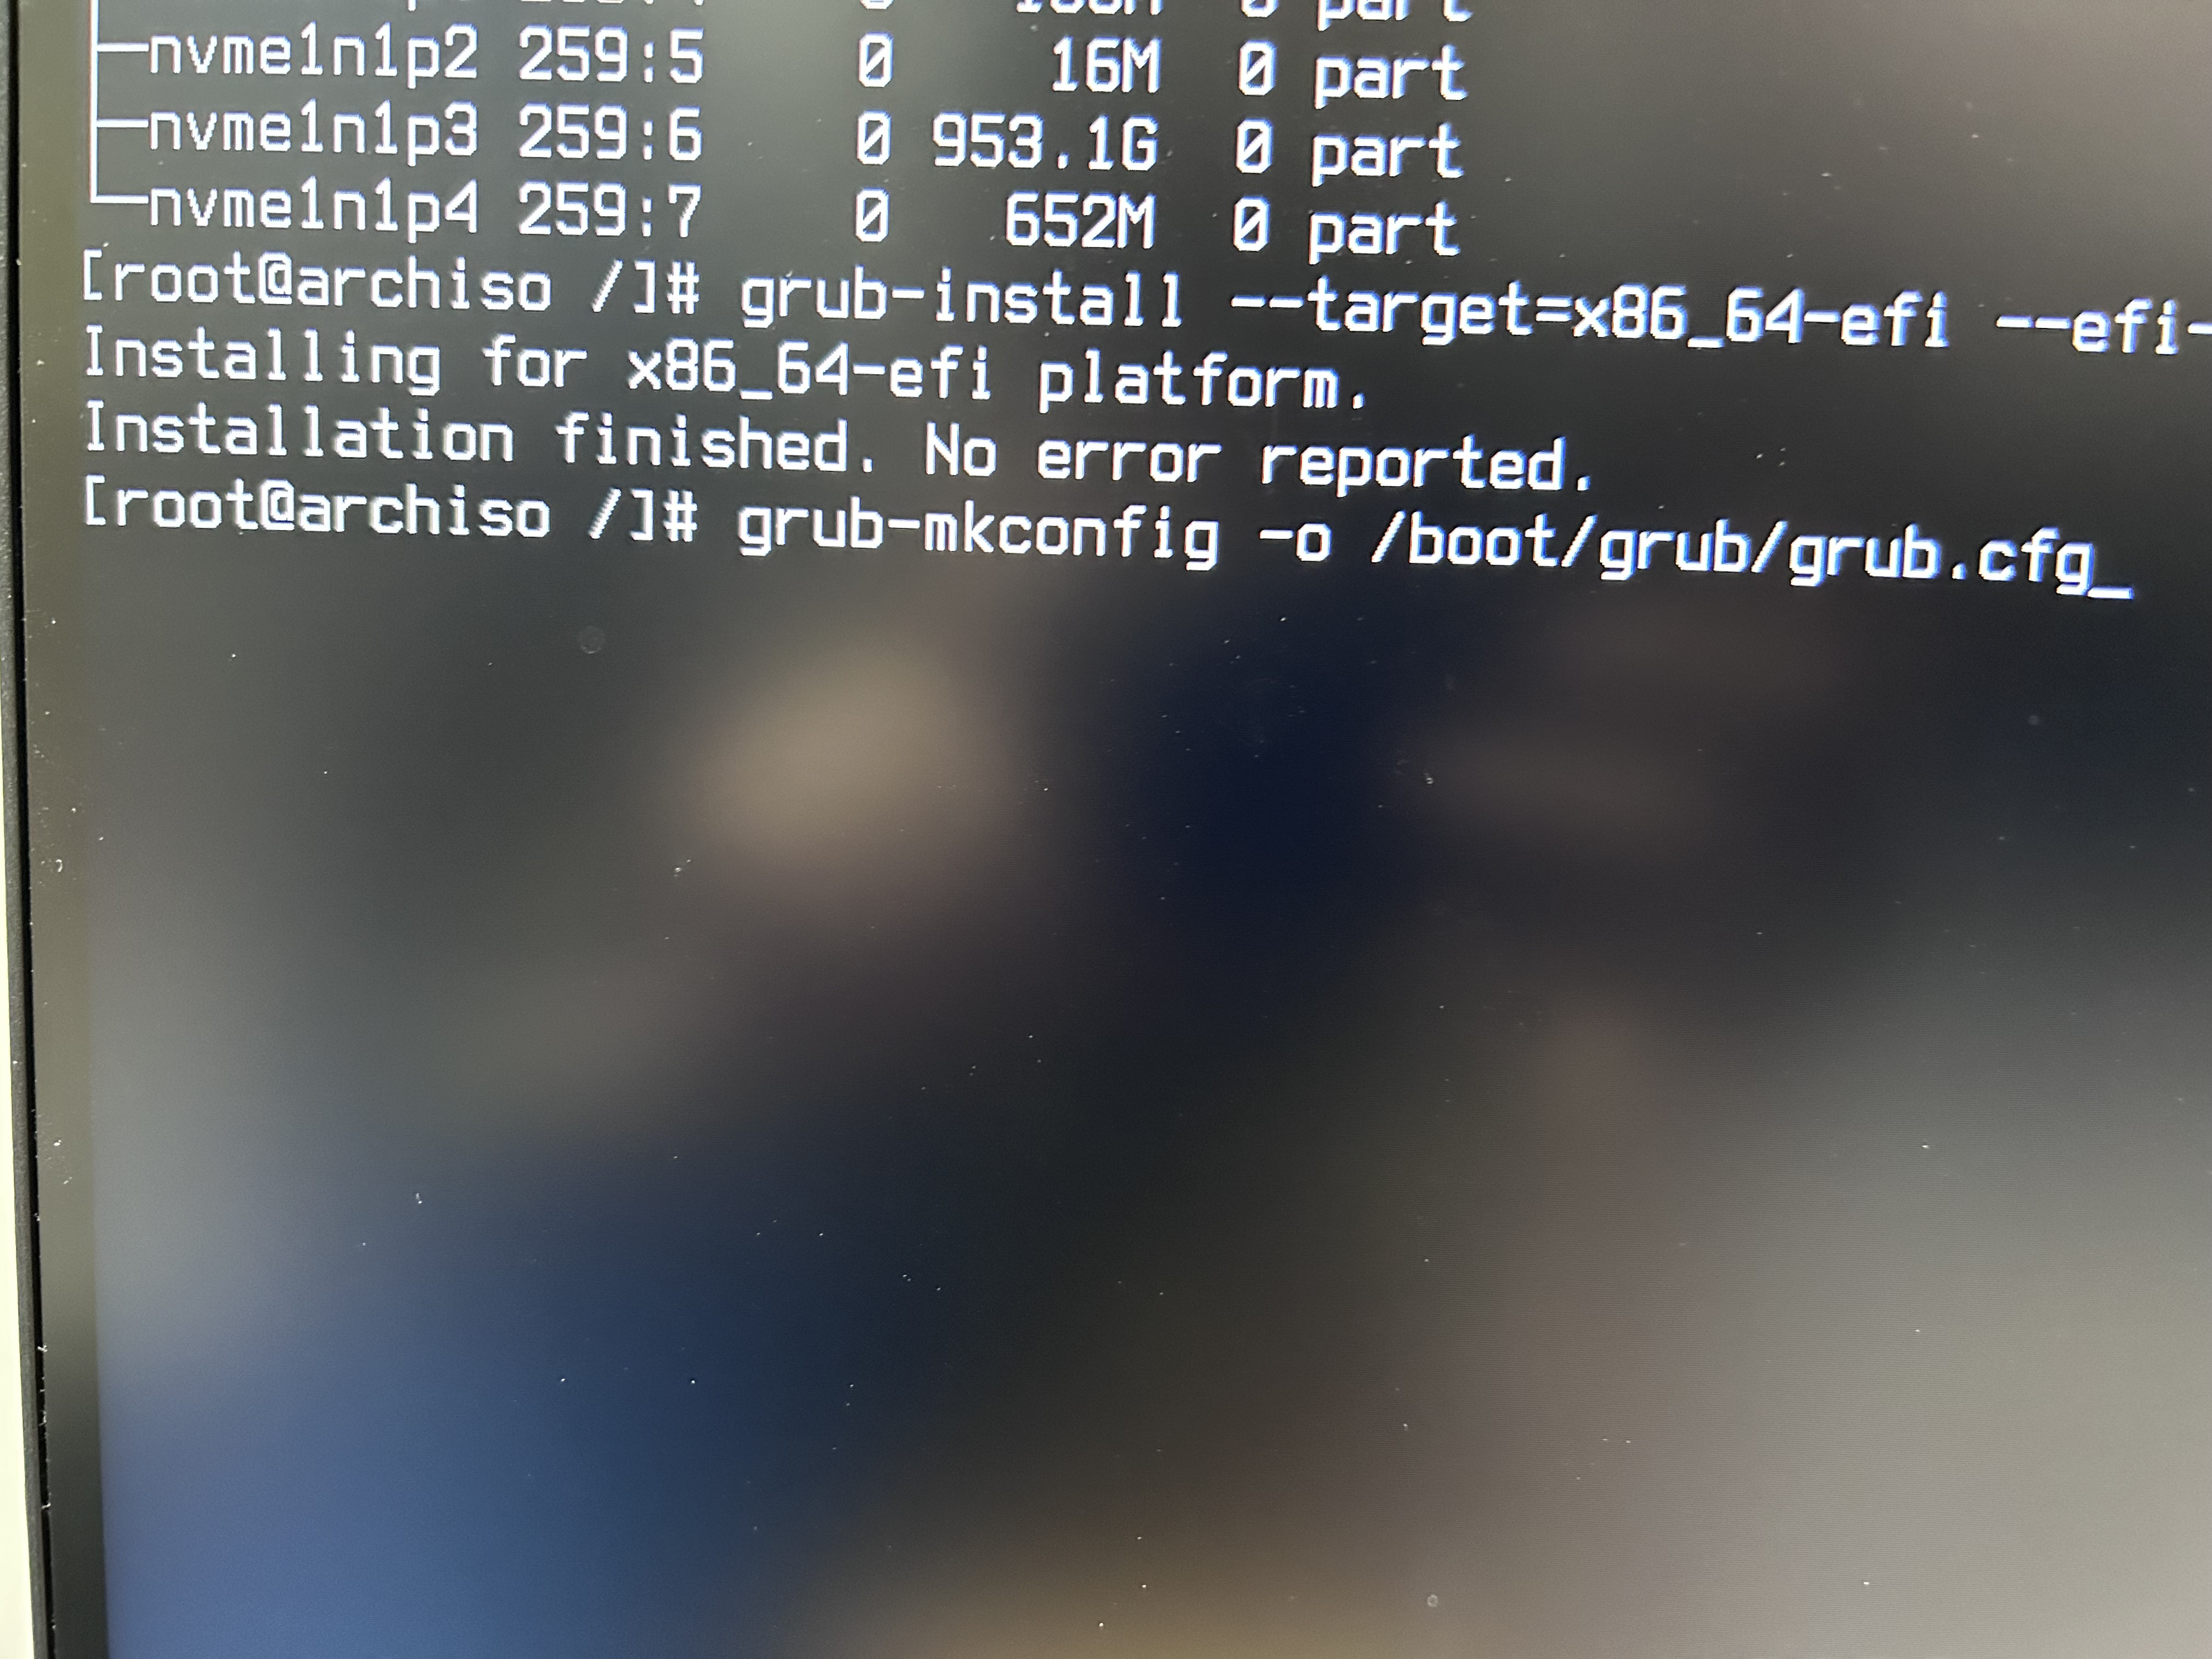 ├─nvme1n1p2 259:5    0    16M  0 part
├─nvme1n1p3 259:6    0 953.1G  0 part
└─nvme1n1p4 259:7    0   652M  0 part
[root@archiso /]# grub-install --target=x86_64-efi --efi-
Installing for x86_64-efi platform.
Installation finished. No error reported.
[root@archiso /]# grub-mkconfig -o /boot/grub/grub.cfg_